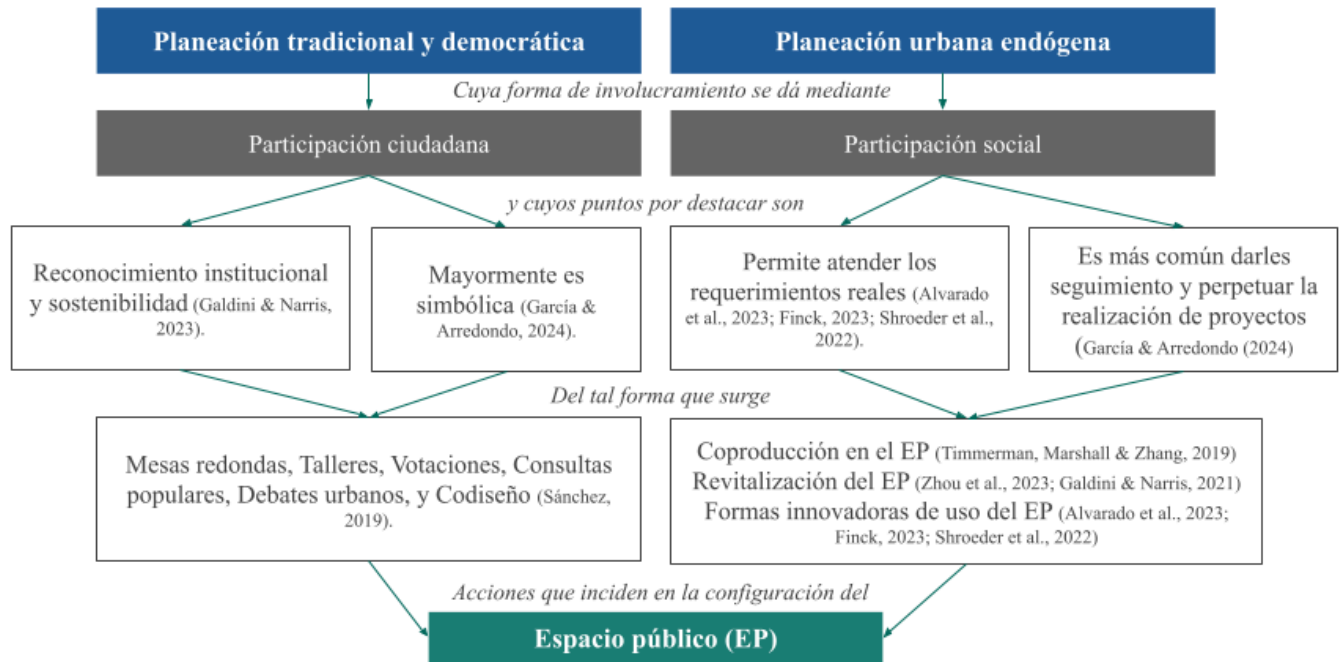 Planeación tradicional y democrática
Planeación urbana endógena
Cuya forma de involucramiento se dá mediante
Participación ciudadana
Participación social
y cuyos puntos por destacar son
Reconocimiento institucional
y sostenibilidad (Galdini & Narris,
2023).
Mayormente es
simbólica (García &
Arredondo, 2024).
Permite atender los
requerimientos reales (Alvarado
et al., 2023; Finck, 2023; Shroeder et al.,
2022).
Es más común darles
seguimiento y perpetuar la
realización de proyectos
(García & Arredondo (2024)
Del tal forma que surge
Mesas redondas, Talleres, Votaciones, Consultas
populares, Debates urbanos, y Codiseño (Sánchez,
2019).
Coproducción en el EP (Timmerman, Marshall & Zhang, 2019)
Revitalización del EP (Zhou et al., 2023; Galdini & Narris, 2021)
Formas innovadoras de uso del EP (Alvarado et al., 2023;
Finck, 2023; Shroeder et al., 2022)
Acciones que inciden en la configuración del
Espacio público (EP)